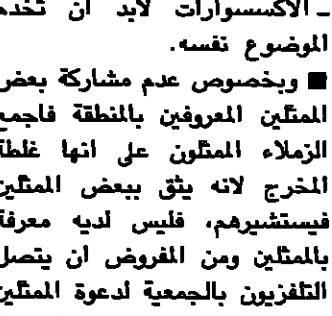 ـ الاكسسوارات لابد ان تخدم
الموضوع نفسه.
■ وبخصوص عدم مشاركة بعض
الممثلين المعروفين بالمنطقة فاجمع
الزملاء الممثلون على انها غلطة
المخرج لانه يثق ببعض الممثلين
فيستشيرهم، فليس لديه معرفة
بالممثلين ومن المفروض ان يتصل
التلفزيون بالجمعية لدعوة الممثلين